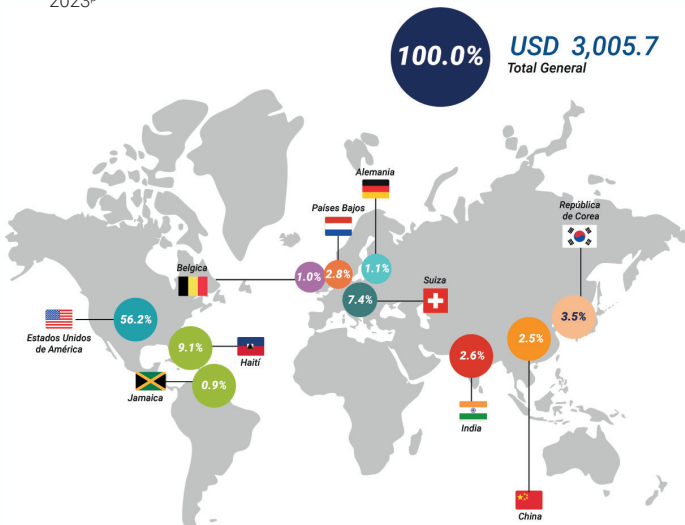 2023ᵖ
100.0%
USD 3,005.7
Total General
Alemania
Países Bajos
República
de Corea
Belgica
1.0%
2.8%
1.1%
Suiza
7.4%
56.2%
Estados Unidos
de América
9.1%
Haití
3.5%
2.5%
2.6%
Jamaica
0.9%
India
China